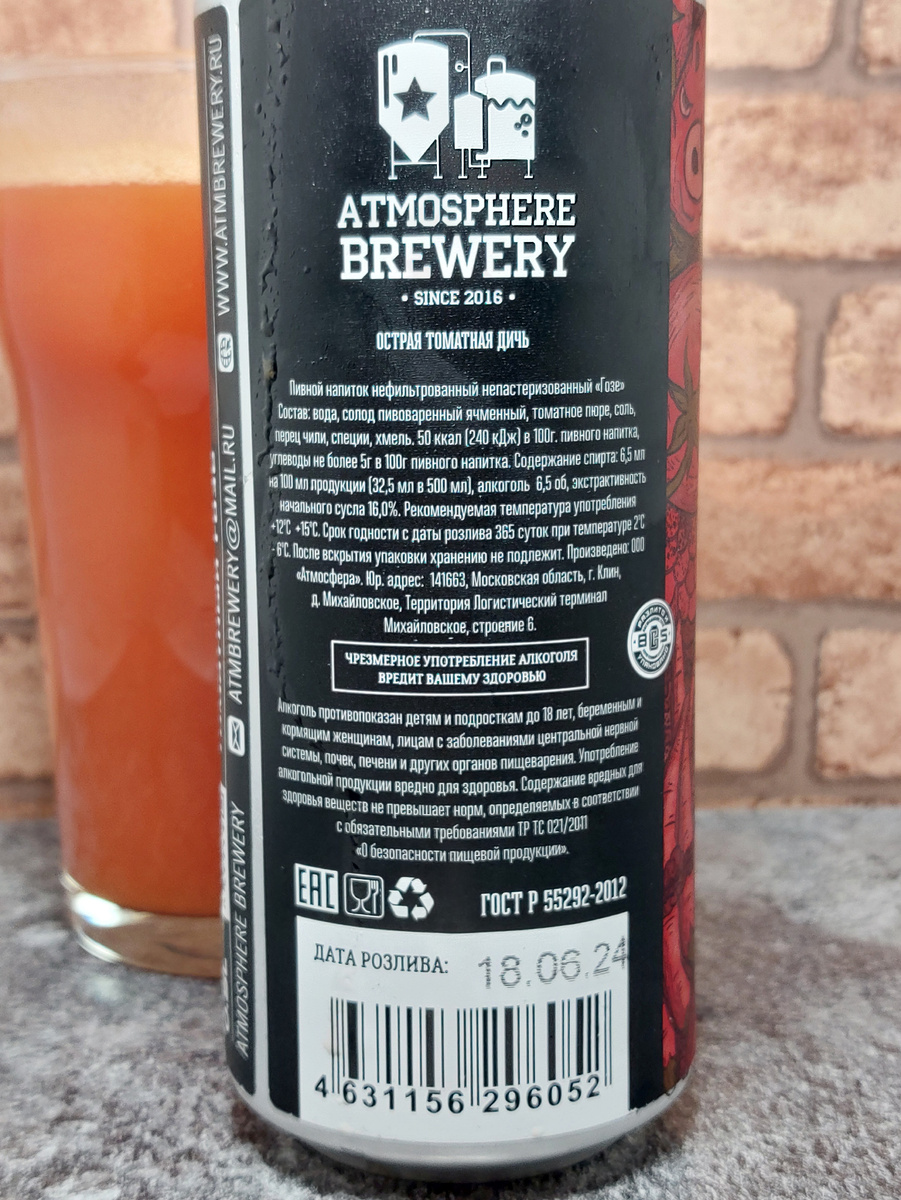 ATMOSPHERE
BREWERY
• SINCE 2016 •
ОСТРАЯ ТОМАТНАЯ ДИЧЬ
Пивной напиток нефильтрованный непастеризованный «Гозе»
Состав: вода, солод пивоваренный ячменный, томатное пюре, соль,
перец чили, специи, хмель. 50 ккал (240 кДж) в 100г. пивного напитка,
углеводы не более 5г в 100г пивного напитка. Содержание спирта: 6,5 мл
на 100 мл продукции (32,5 мл в 500 мл), алкоголь 6,5 об, экстрактивность
начального сусла 16,0%. Рекомендуемая температура употребления
+12°С +15°С. Срок годности с даты розлива 365 суток при температуре 2°С
- 6°С. После вскрытия упаковки хранению не подлежит. Произведено: ООО
«Атмосфера». Юр. адрес: 141663, Московская область, г. Клин,
д. Михайловское, Территория Логистический терминал
Михайловское, строение 6.
ЧРЕЗМЕРНОЕ УПОТРЕБЛЕНИЕ АЛКОГОЛЯ
ВРЕДИТ ВАШЕМУ ЗДОРОВЬЮ
Алкоголь противопоказан детям и подросткам до 18 лет, беременным и
кормящим женщинам, лицам с заболеваниями центральной нервной
системы, почек, печени и других органов пищеварения. Употребление
алкогольной продукции вредно для здоровья. Содержание вредных для
здоровья веществ не превышает норм, определяемых в соответствии
с обязательными требованиями ТР ТС 021/2011
«О безопасности пищевой продукции».
EAC
ГОСТ Р 55292-2012
ДАТА РОЗЛИВА: 18.06.24
4 631156 296052
WWW.ATMBREWERY.RU
ATMBREWERY@MAIL.RU
ATMOSPHERE BREWERY